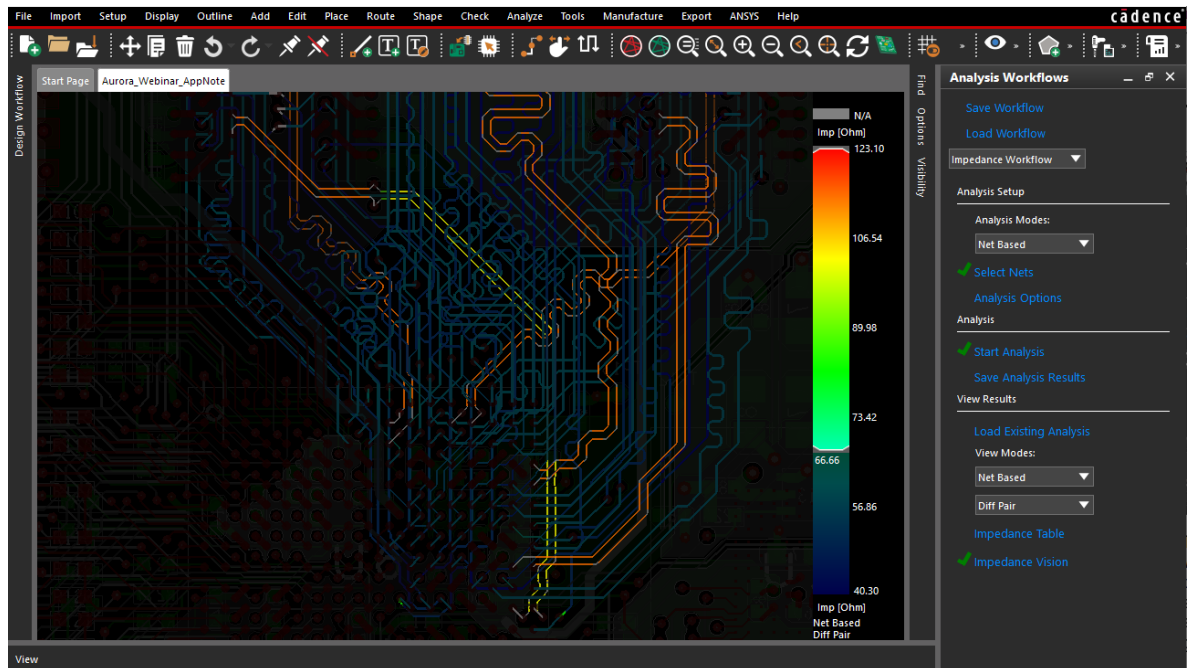 File Import Setup Display Outline Add Edit Place Route Shape Check Analyze Tools Manufacture Export ANSYS Help
cādence
Start Page Aurora_Webinar_AppNote
Design Workflow
N/A
Imp [Ohm]
123.10
106.54
89.98
73.42
66.66
56.86
40.30
Imp [Ohm]
Net Based
Diff Pair
Find Options Visibility
Analysis Workflows
Save Workflow
Load Workflow
Impedance Workflow
Analysis Setup
Analysis Modes:
Net Based
Select Nets
Analysis Options
Analysis
Start Analysis
Save Analysis Results
View Results
Load Existing Analysis
View Modes:
Net Based
Diff Pair
Impedance Table
Impedance Vision
View